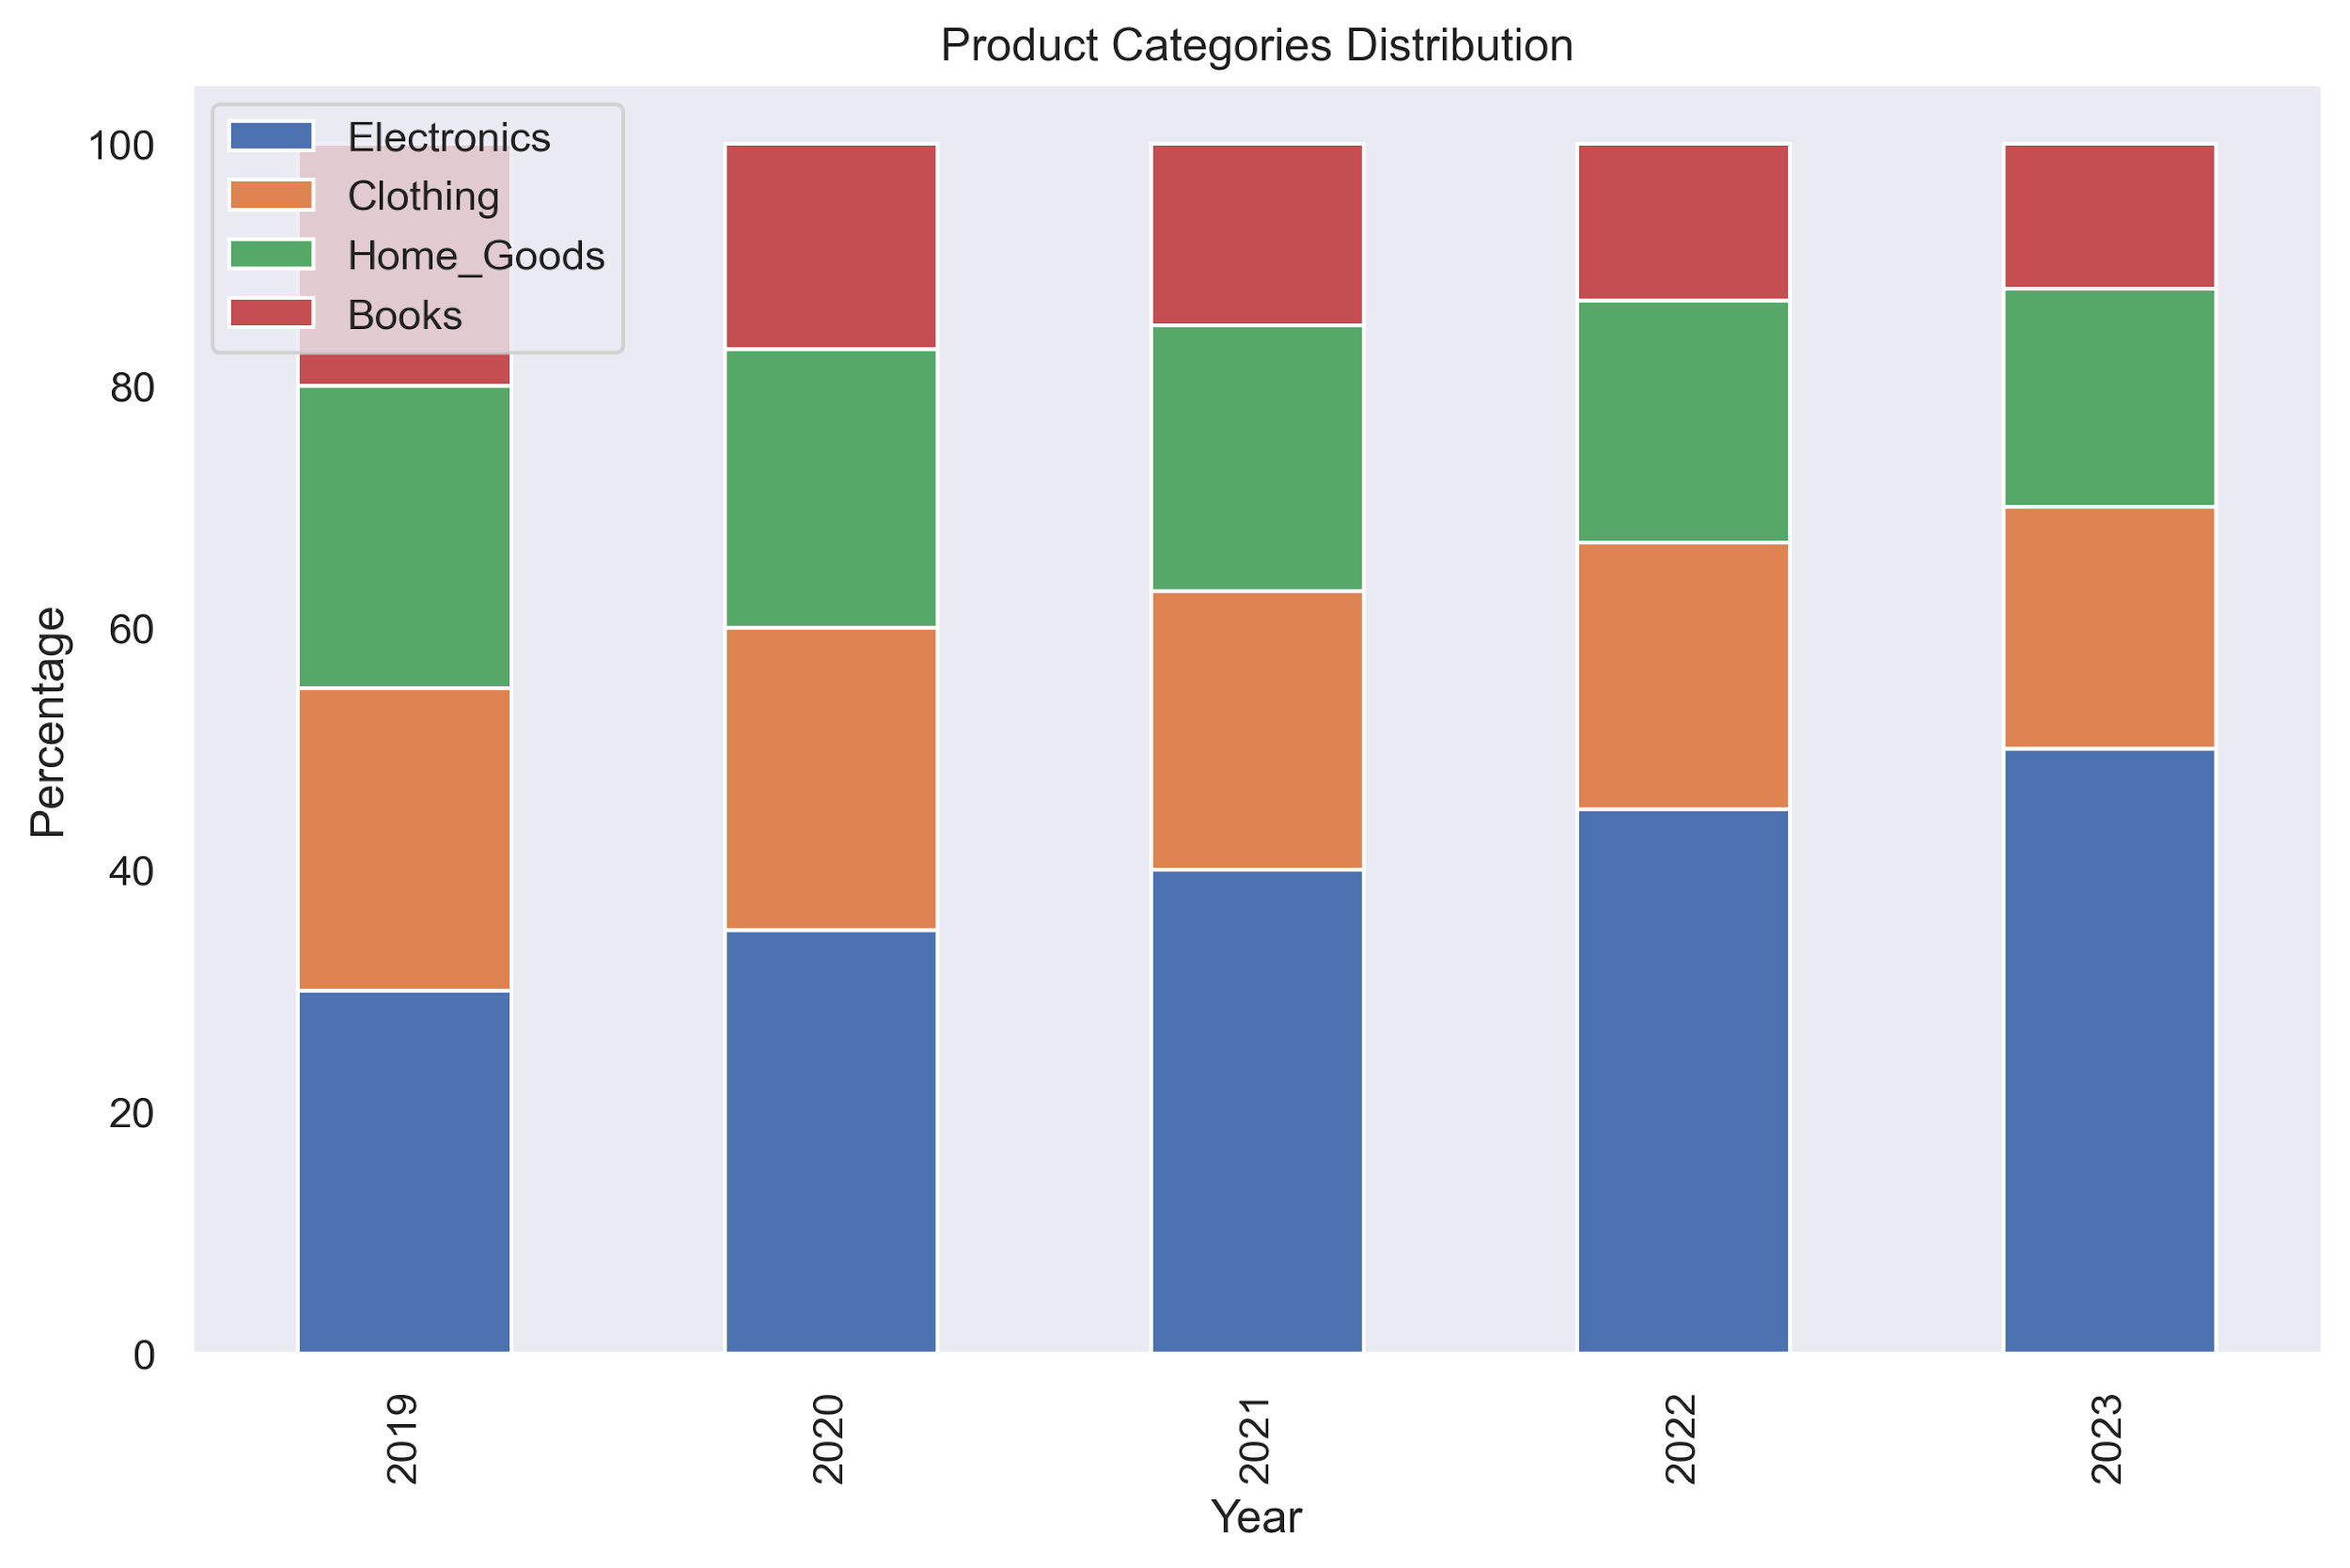 Product Categories Distribution
Electronics
Clothing
Home_Goods
Books
100
80
60
40
20
0
Percentage
2019
2020
2021
2022
2023
Year